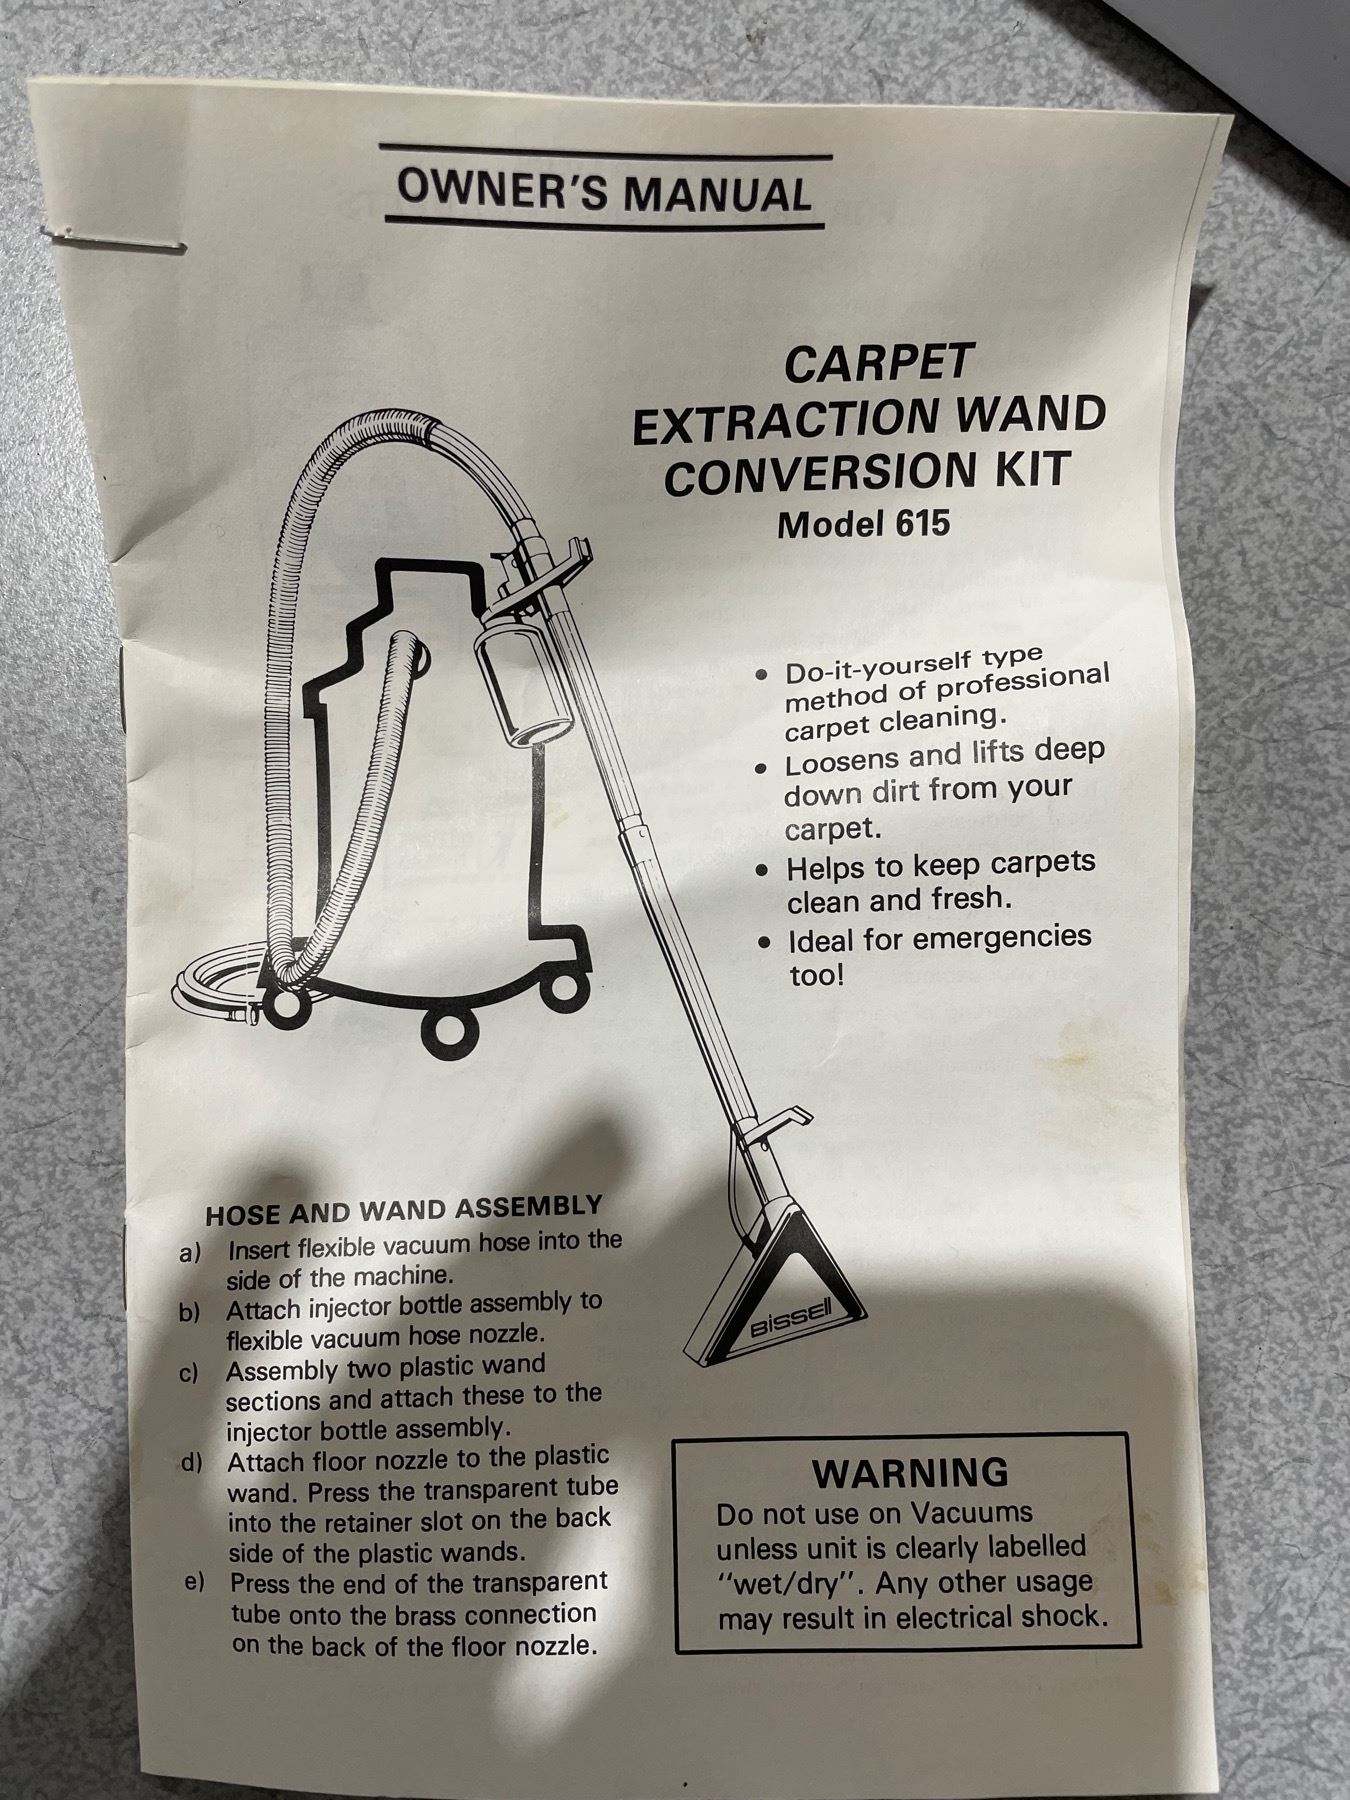 OWNER'S MANUAL
CARPET
EXTRACTION WAND
CONVERSION KIT
Model 615
• Do-it-yourself type
method of professional
carpet cleaning.
• Loosens and lifts deep
down dirt from your
carpet.
• Helps to keep carpets
clean and fresh.
• Ideal for emergencies
too!
BISSELL
HOSE AND WAND ASSEMBLY
a) Insert flexible vacuum hose into the
side of the machine.
b) Attach injector bottle assembly to
flexible vacuum hose nozzle.
c) Assembly two plastic wand
sections and attach these to the
injector bottle assembly.
d) Attach floor nozzle to the plastic
wand. Press the transparent tube
into the retainer slot on the back
side of the plastic wands.
e) Press the end of the transparent
tube onto the brass connection
on the back of the floor nozzle.
WARNING
Do not use on Vacuums
unless unit is clearly labelled
"wet/dry". Any other usage
may result in electrical shock.